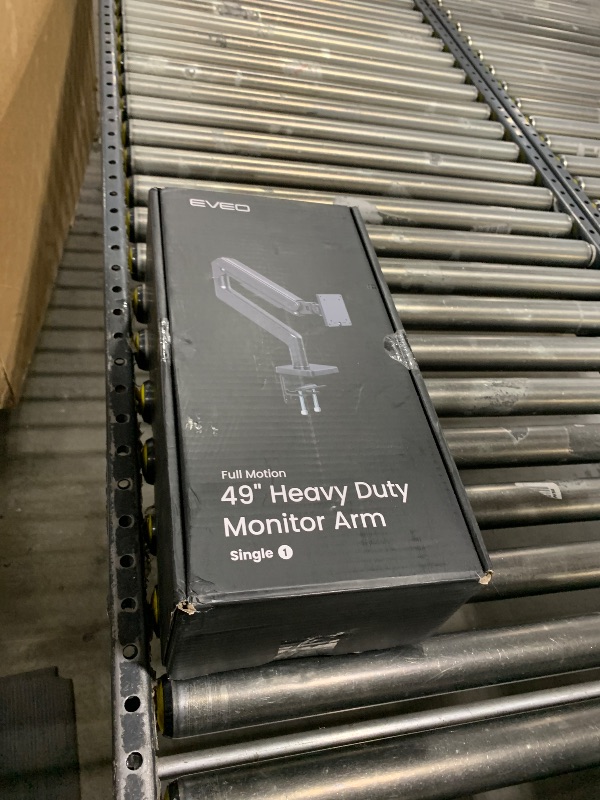 EVEO
Full Motion
49" Heavy Duty
Monitor Arm
Single 1